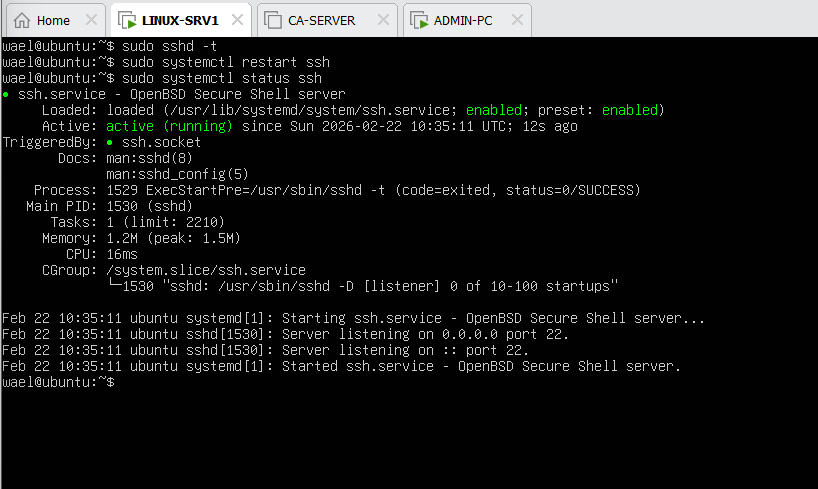 Home LINUX-SRV1 CA-SERVER ADMIN-PC
wael@ubuntu:~$ sudo sshd -t
wael@ubuntu:~$ sudo systemctl restart ssh
wael@ubuntu:~$ sudo systemctl status ssh
● ssh.service - OpenBSD Secure Shell server
     Loaded: loaded (/usr/lib/systemd/system/ssh.service; enabled; preset: enabled)
     Active: active (running) since Sun 2026-02-22 10:35:11 UTC; 12s ago
TriggeredBy: ● ssh.socket
       Docs: man:sshd(8)
             man:sshd_config(5)
    Process: 1529 ExecStartPre=/usr/sbin/sshd -t (code=exited, status=0/SUCCESS)
   Main PID: 1530 (sshd)
      Tasks: 1 (limit: 2210)
     Memory: 1.2M (peak: 1.5M)
        CPU: 16ms
     CGroup: /system.slice/ssh.service
             └─1530 "sshd: /usr/sbin/sshd -D [listener] 0 of 10-100 startups"
Feb 22 10:35:11 ubuntu systemd[1]: Starting ssh.service - OpenBSD Secure Shell server...
Feb 22 10:35:11 ubuntu sshd[1530]: Server listening on 0.0.0.0 port 22.
Feb 22 10:35:11 ubuntu sshd[1530]: Server listening on :: port 22.
Feb 22 10:35:11 ubuntu systemd[1]: Started ssh.service - OpenBSD Secure Shell server.
wael@ubuntu:~$